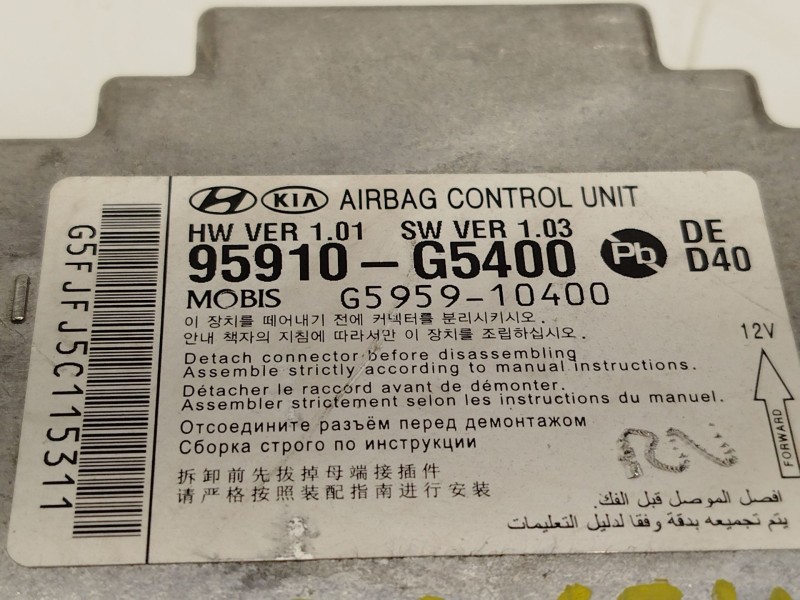 KIA AIRBAG CONTROL UNIT
HW VER 1.01 SW VER 1.03
95910-G5400
Pb
DE
D40
MOBIS G5959-10400
이 장치를 떼어내기 전에 커넥터를 분리시키시오.
안내 책자의 지침에 따라서만 이 장치를 조립하십시오.
12V
Detach connector before disassembling
Assemble strictly according to manual instructions.
Détacher le raccord avant de démonter.
Assembler strictement selon les instructions du manuel.
FORWARD
Отсоедините разъём перед демонтажом
Сборка строго по инструкции
拆卸前先拔掉母端接插件
请严格按照装配指南进行安装
افصل الموصل قبل الفك.
يتم تجميعه بدقة وفقا لدليل التعليمات
G5FJFJ5C115311